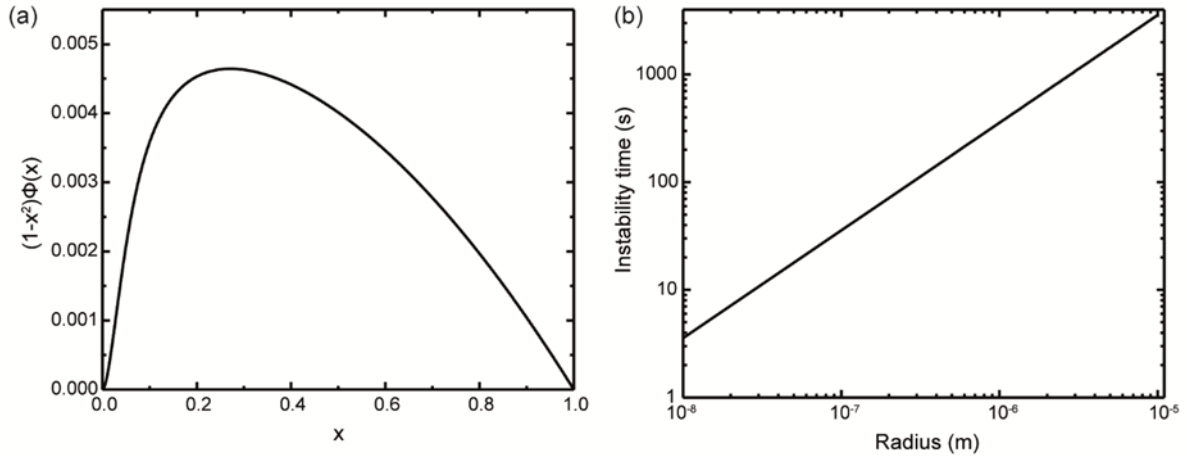 (a)
0.005
0.004
0.003
0.002
0.001
0.000
(1-x²)Φ(x)
0.0 0.2 0.4 0.6 0.8 1.0
x
(b)
1000
100
10
1
Instability time (s)
10⁻⁸ 10⁻⁷ 10⁻⁶ 10⁻⁵
Radius (m)